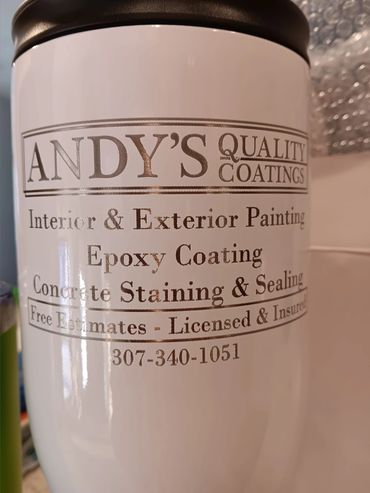 ANDY'S QUALITY COATINGS
Interior & Exterior Painting
Epoxy Coating
Concrete Staining & Sealing
Free Estimates - Licensed & Insured
307-340-1051